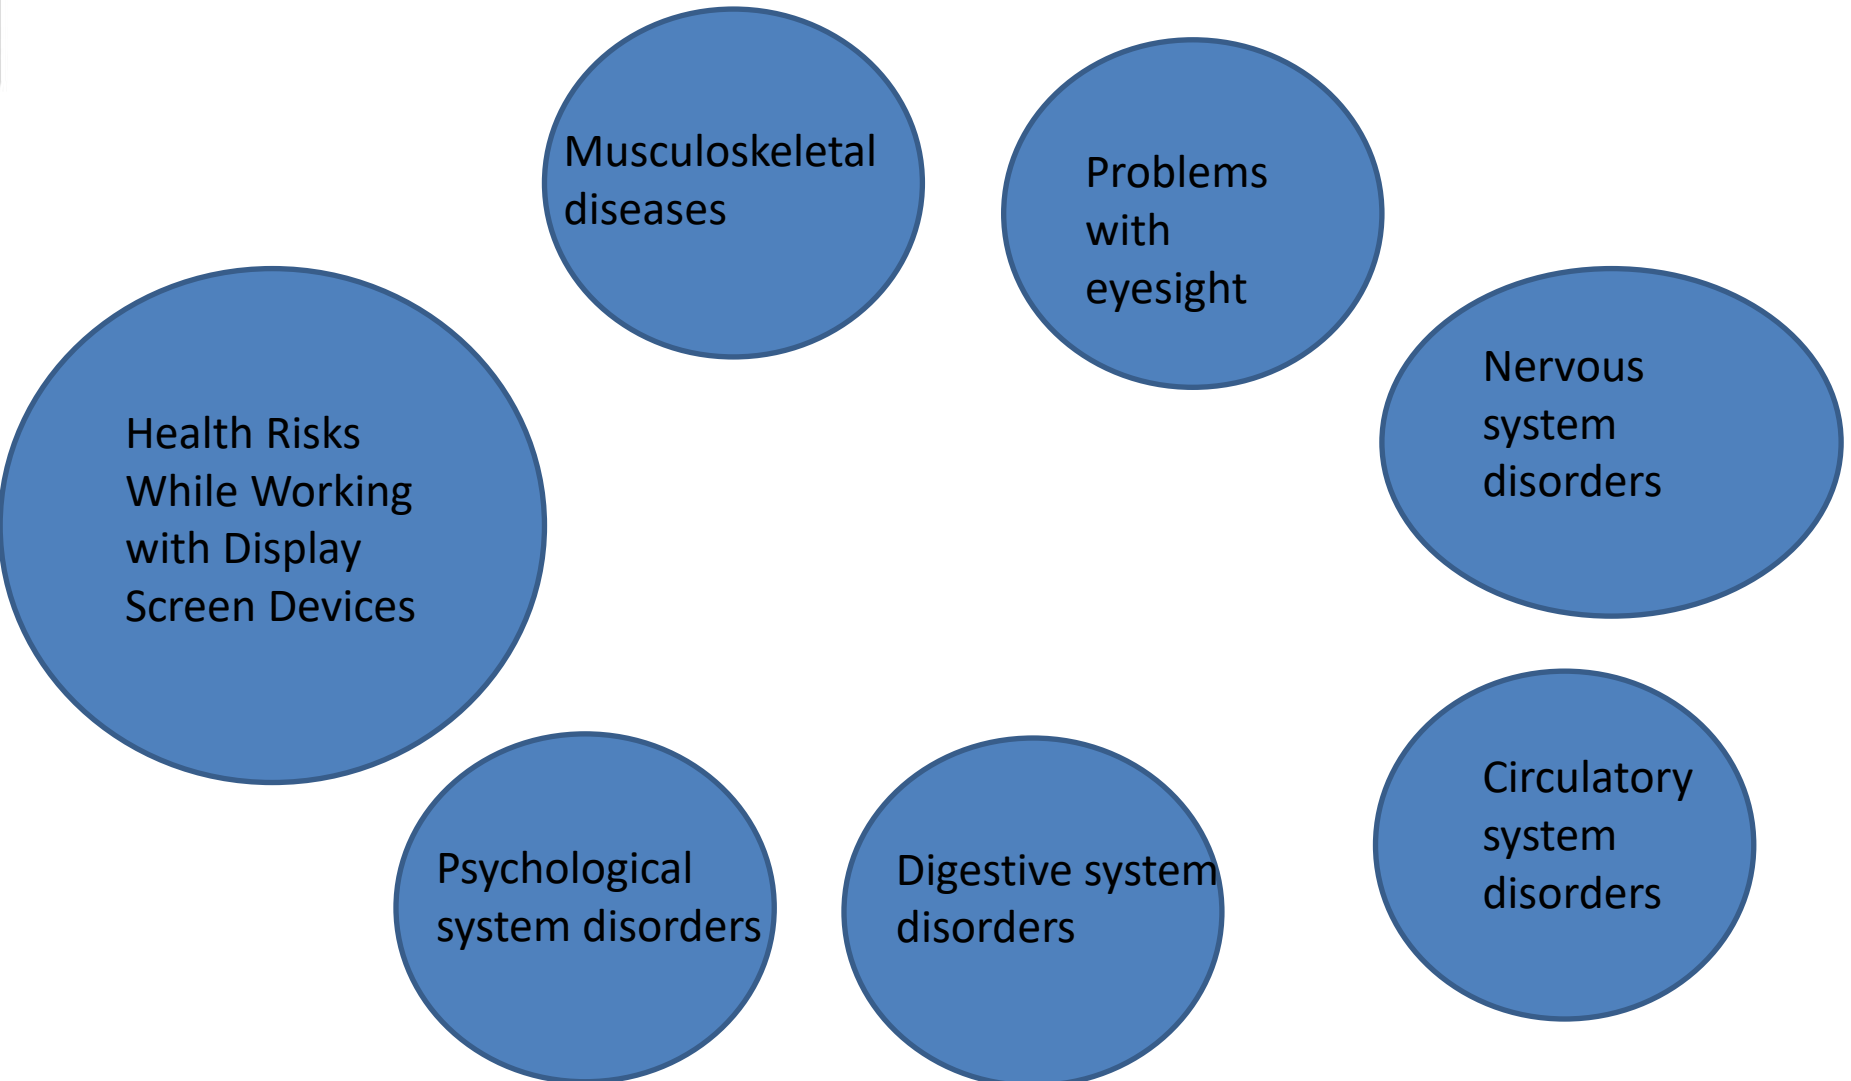 Health Risks
While Working
with Display
Screen Devices
Musculoskeletal
diseases
Problems
with
eyesight
Nervous
system
disorders
Circulatory
system
disorders
Digestive system
disorders
Psychological
system disorders